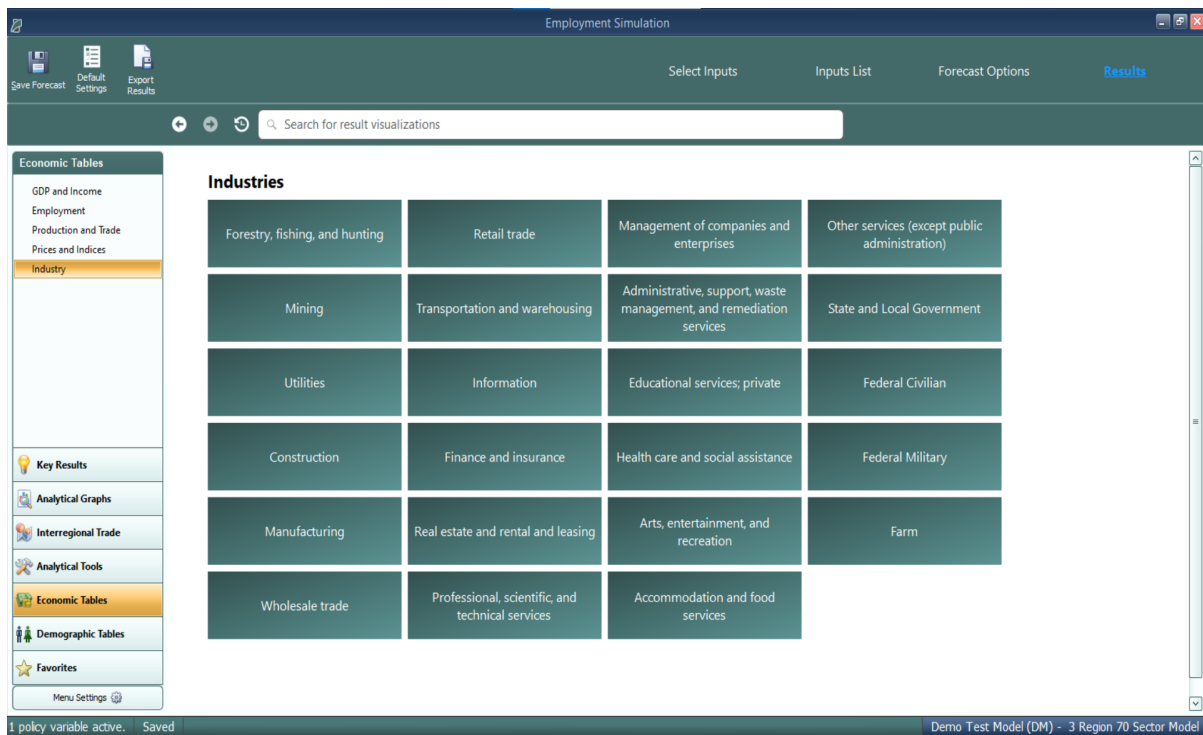 Employment Simulation
Save Forecast
Default
Settings
Export
Results
Select Inputs
Inputs List
Forecast Options
Results
Search for result visualizations
Economic Tables
GDP and Income
Employment
Production and Trade
Prices and Indices
Industry
Key Results
Analytical Graphs
Interregional Trade
Analytical Tools
Economic Tables
Demographic Tables
Favorites
Menu Settings
Industries
Forestry, fishing, and hunting
Retail trade
Management of companies and
enterprises
Other services (except public
administration)
Mining
Transportation and warehousing
Administrative, support, waste
management, and remediation
services
State and Local Government
Utilities
Information
Educational services; private
Federal Civilian
Construction
Finance and insurance
Health care and social assistance
Federal Military
Manufacturing
Real estate and rental and leasing
Arts, entertainment, and
recreation
Farm
Wholesale trade
Professional, scientific, and
technical services
Accommodation and food
services
1 policy variable active.
Saved
Demo Test Model (DM) - 3 Region 70 Sector Model